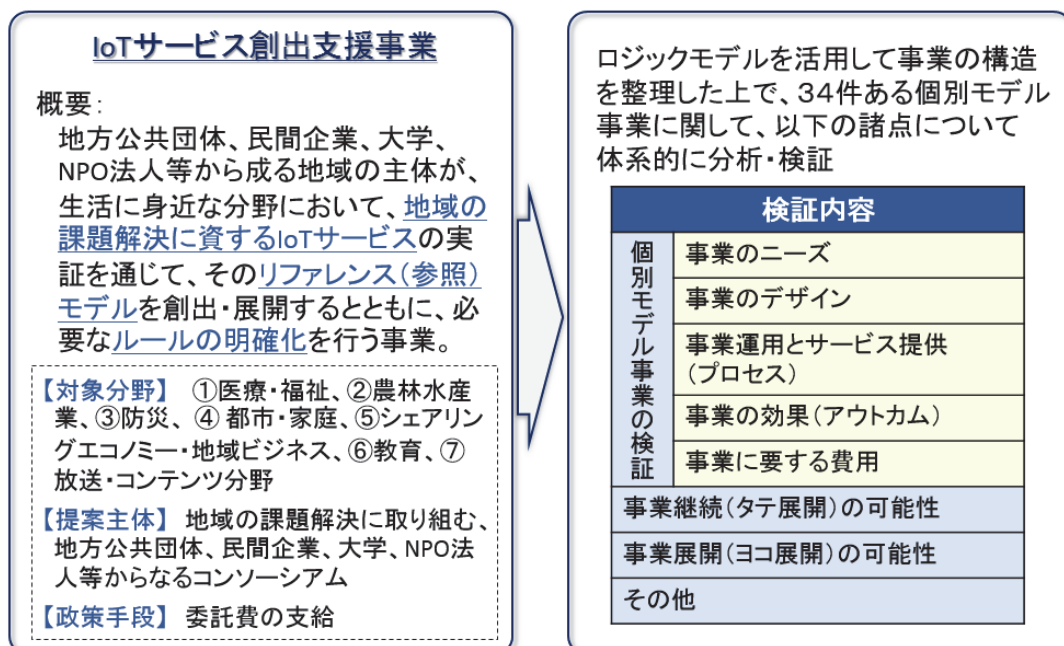 IoTサービス創出支援事業
概要:
地方公共団体、民間企業、大学、
NPO法人等から成る地域の主体が、
生活に身近な分野において、地域の
課題解決に資するIoTサービスの実
証を通じて、そのリファレンス(参照)
モデルを創出・展開するとともに、必
要なルールの明確化を行う事業。
【対象分野】 ①医療・福祉、②農林水産
業、③防災、④ 都市・家庭、⑤シェアリン
グエコノミー・地域ビジネス、⑥教育、⑦
放送・コンテンツ分野
【提案主体】 地域の課題解決に取り組む、
地方公共団体、民間企業、大学、NPO法
人等からなるコンソーシアム
【政策手段】 委託費の支給
ロジックモデルを活用して事業の構造
を整理した上で、34件ある個別モデル
事業に関して、以下の諸点について
体系的に分析・検証
検証内容
個別モデル事業の検証
事業のニーズ
事業のデザイン
事業運用とサービス提供
(プロセス)
事業の効果(アウトカム)
事業に要する費用
事業継続(タテ展開)の可能性
事業展開(ヨコ展開)の可能性
その他